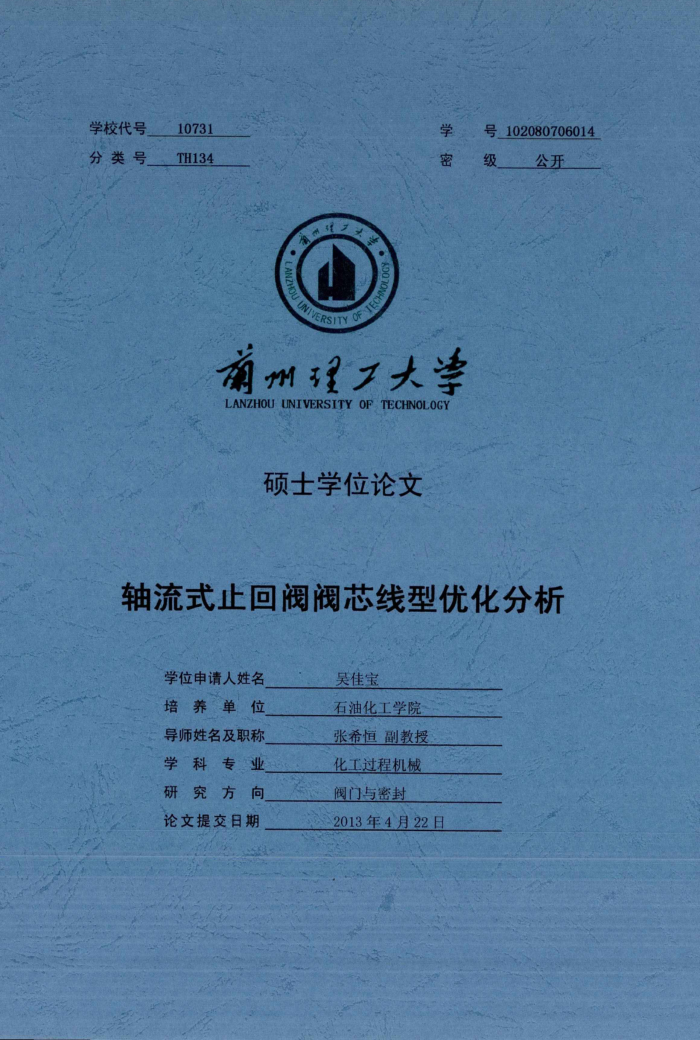 学校代号 10731 学 号 102080706014
分 类 号 TH134 密 级 公开
兰州理工大学
LANZHOU UNIVERSITY OF TECHNOLOGY
兰州理工大学
LANZHOU UNIVERSITY OF TECHNOLOGY
硕士学位论文
轴流式止回阀阀芯线型优化分析
学位申请人姓名 吴佳宝
培 养 单 位 石油化工学院
导师姓名及职称 张希恒 副教授
学 科 专 业 化工过程机械
研 究 方 向 阀门与密封
论文提交日期 2013 年 4 月 22 日